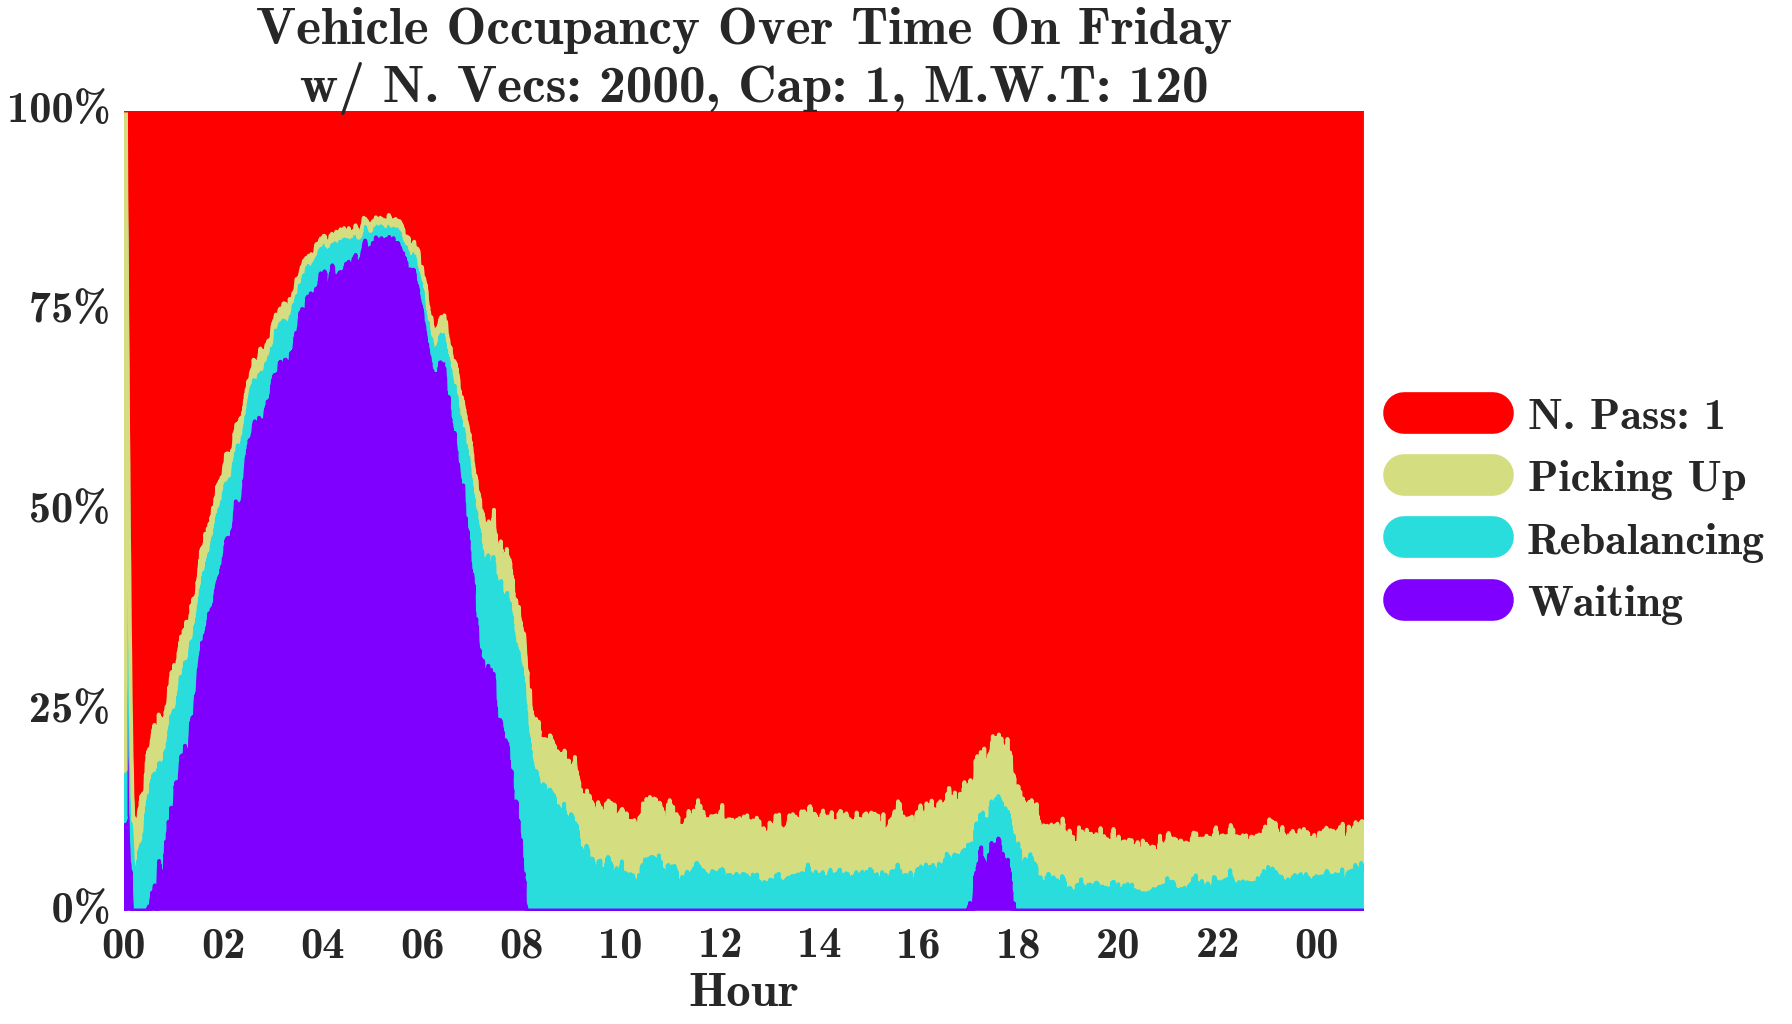 Vehicle Occupancy Over Time On Friday
w/ N. Vecs: 2000, Cap: 1, M.W.T: 120
100%
75%
50%
25%
0%
00 02 04 06 08 10 12 14 16 18 20 22 00
Hour
N. Pass: 1
Picking Up
Rebalancing
Waiting